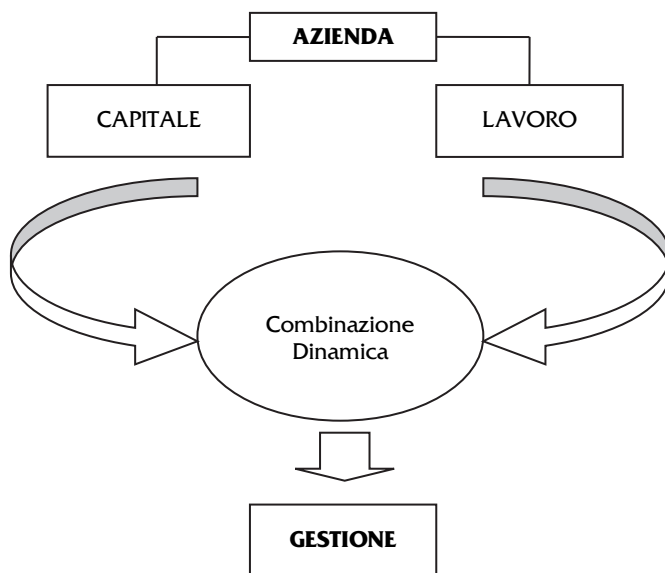 AZIENDA
CAPITALE
LAVORO
Combinazione
Dinamica
GESTIONE